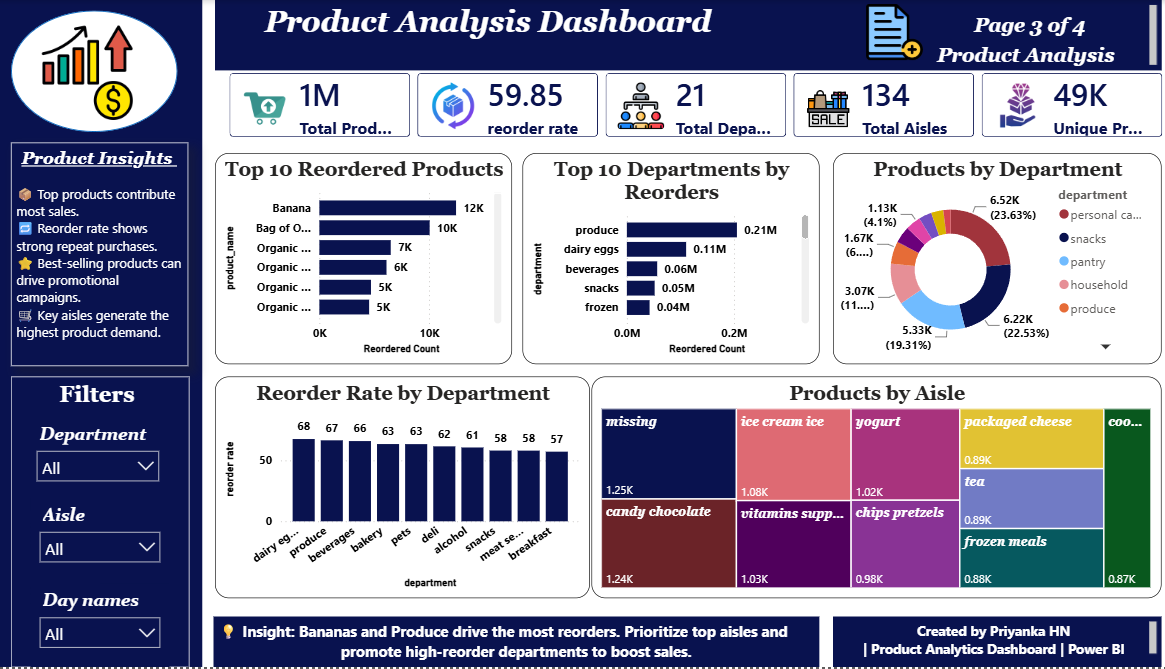 Product Analysis Dashboard
Page 3 of 4
Product Analysis
1M
Total Prod...
59.85
reorder rate
21
Total Depa...
134
Total Aisles
SALE
49K
Unique Pr...
Product Insights
📦 Top products contribute
most sales.
🔁 Reorder rate shows
strong repeat purchases.
⭐ Best-selling products can
drive promotional
campaigns.
🛒 Key aisles generate the
highest product demand.
Filters
Department
All
Aisle
All
Day names
All
Top 10 Reordered Products
product_name
Banana 12K
Bag of O... 10K
Organic ... 7K
Organic ... 6K
Organic ... 5K
Organic ... 5K
0K 10K
Reordered Count
Top 10 Departments by
Reorders
department
produce 0.21M
dairy eggs 0.11M
beverages 0.06M
snacks 0.05M
frozen 0.04M
0.0M 0.2M
Reordered Count
Products by Department
6.52K
(23.63%)
6.22K
(22.53%)
5.33K
(19.31%)
3.07K
(11....)
1.67K
(6....)
1.13K
(4.1%)
department
personal ca...
snacks
pantry
household
produce
Reorder Rate by Department
reorder rate
50
0
68 67 66 63 63 62 61 58 58 57
dairy eg... produce beverages bakery pets deli alcohol snacks meat se... breakfast
department
Products by Aisle
missing
1.25K
candy chocolate
1.24K
ice cream ice
1.08K
vitamins supp...
1.03K
yogurt
1.02K
chips pretzels
0.98K
packaged cheese
0.89K
tea
0.89K
frozen meals
0.88K
coo...
0.87K
💡 Insight: Bananas and Produce drive the most reorders. Prioritize top aisles and
promote high-reorder departments to boost sales.
Created by Priyanka HN
| Product Analytics Dashboard | Power BI